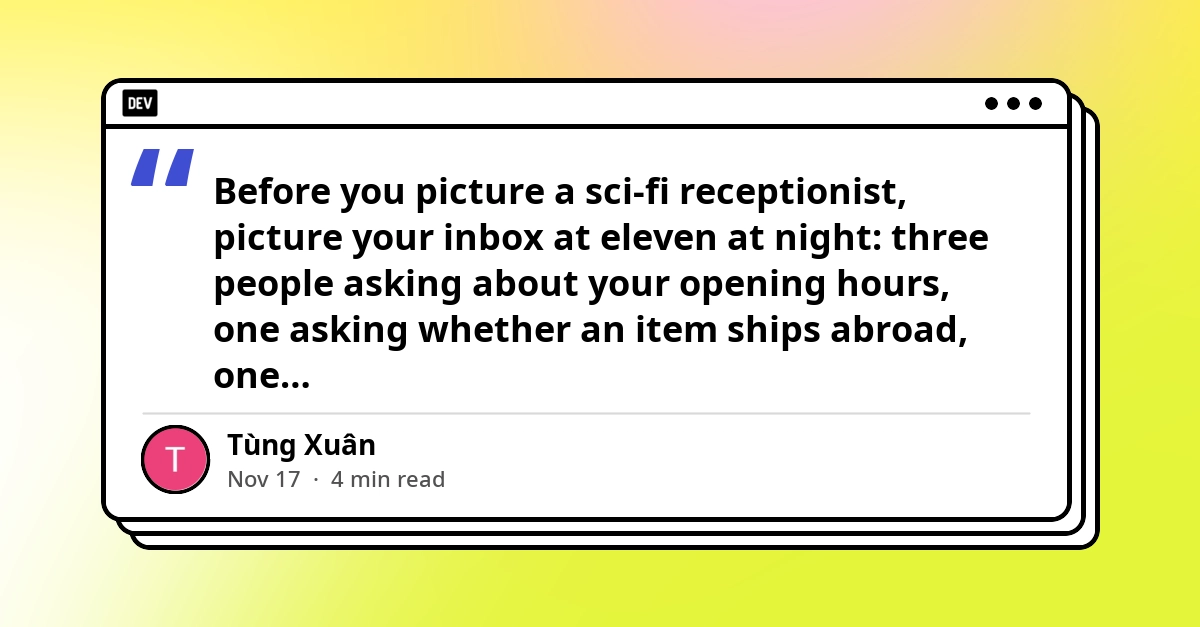 DEV
Before you picture a sci-fi receptionist,
picture your inbox at eleven at night: three
people asking about your opening hours,
one asking whether an item ships abroad,
one...
T
Tùng Xuân
Nov 17 · 4 min read